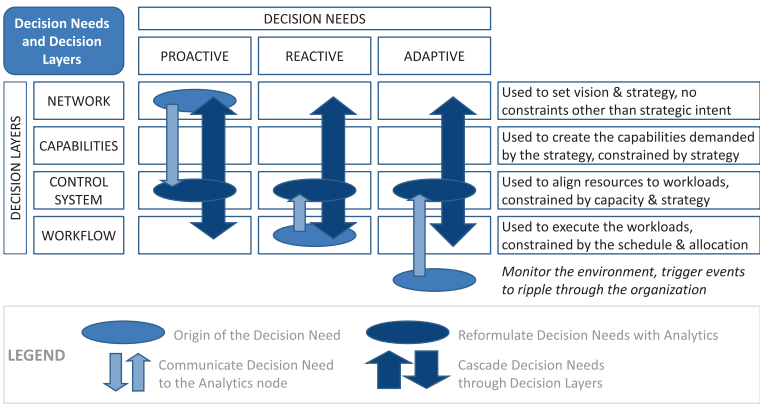 Decision Needs
and Decision
Layers
DECISION NEEDS
PROACTIVE
REACTIVE
ADAPTIVE
DECISION LAYERS
NETWORK
Used to set vision & strategy, no
constraints other than strategic intent
CAPABILITIES
Used to create the capabilities demanded
by the strategy, constrained by strategy
CONTROL
SYSTEM
Used to align resources to workloads,
constrained by capacity & strategy
WORKFLOW
Used to execute the workloads,
constrained by the schedule & allocation
Monitor the environment, trigger events
to ripple through the organization
LEGEND
Origin of the Decision Need
Reformulate Decision Needs with Analytics
Communicate Decision Need
to the Analytics node
Cascade Decision Needs
through Decision Layers